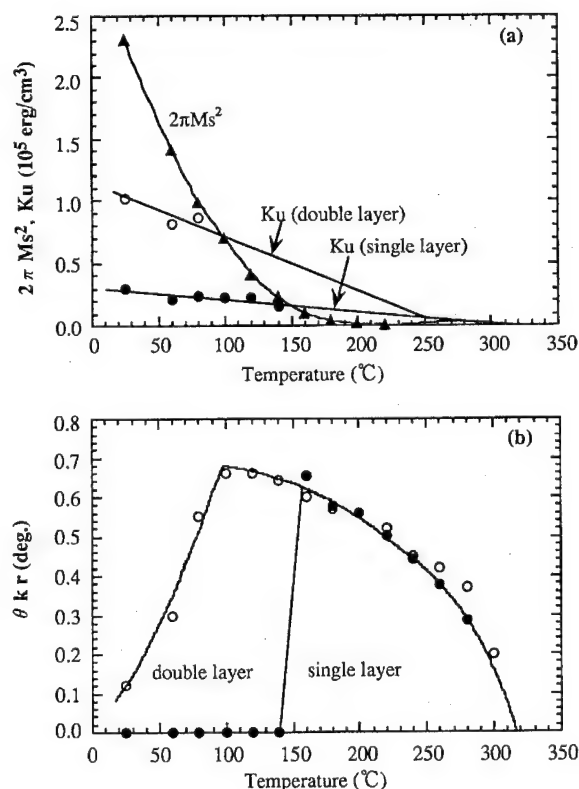 (a)
2.5
2.0
1.5
1.0
0.5
0.0
2π Ms², Ku (10⁵ erg/cm³)
2πMs²
Ku (double layer)
Ku (single layer)
0 50 100 150 200 250 300 350
Temperature (℃)
(b)
0.8
0.7
0.6
0.5
0.4
0.3
0.2
0.1
0.0
θ k r (deg.)
double layer
single layer
0 50 100 150 200 250 300 350
Temperature (℃)